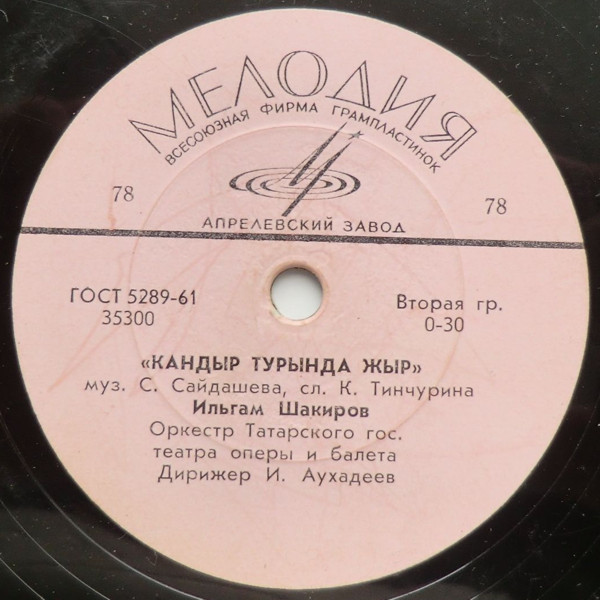 МЕЛОДИЯ
ВСЕСОЮЗНАЯ ФИРМА ГРАМПЛАСТИНОК
78
78
АПРЕЛЕВСКИЙ ЗАВОД
ГОСТ 5289-61
35300
Вторая гр.
0-30
«КАНДЫР ТУРЫНДА ЖЫР»
муз. С. Сайдашева, сл. К. Тинчурина
Ильгам Шакиров
Оркестр Татарского гос.
театра оперы и балета
Дирижер И. Аухадеев